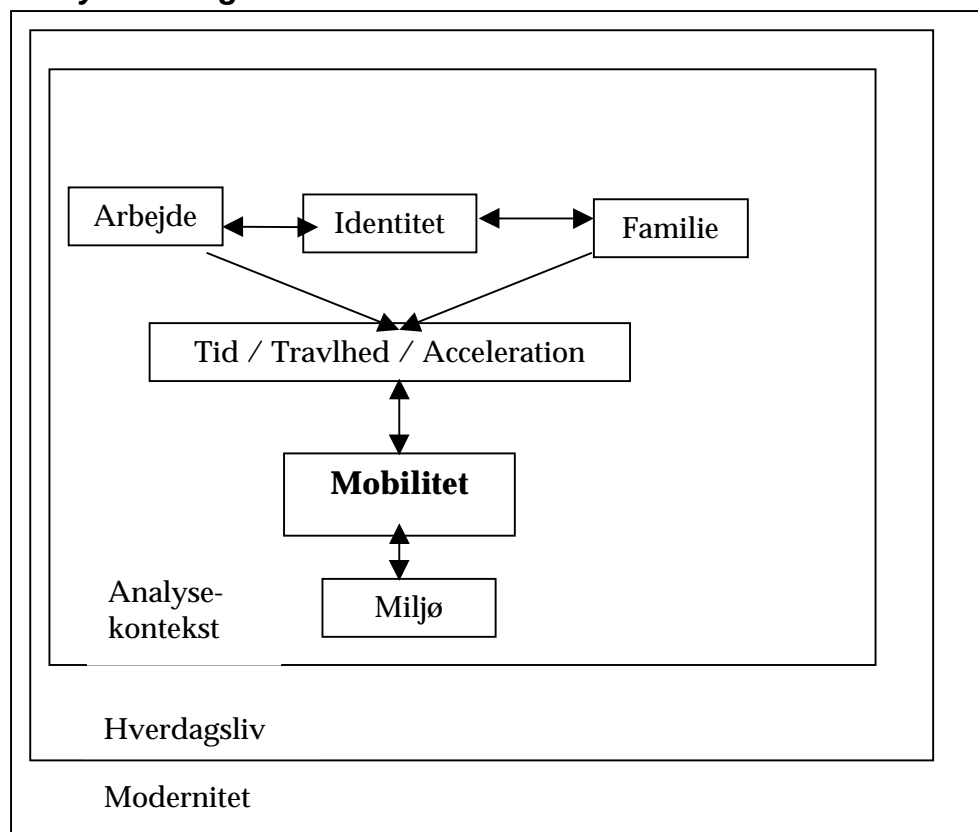 Arbejde
Identitet
Familie
Tid / Travlhed / Acceleration
Mobilitet
Miljø
Analyse-
kontekst
Hverdagsliv
Modernitet